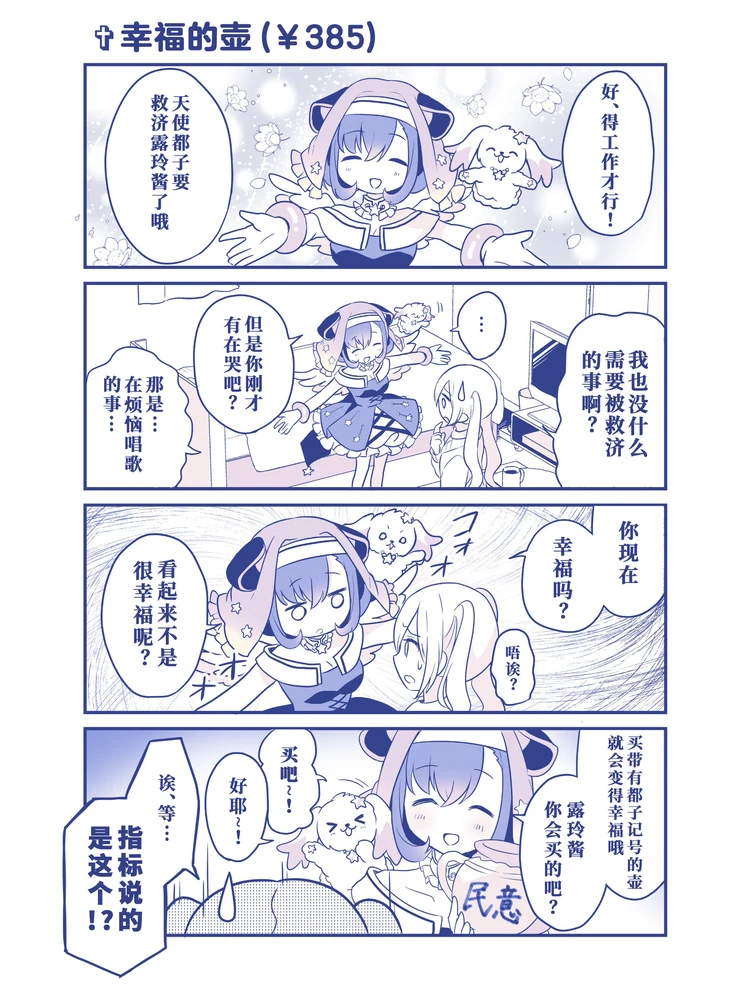 ✞幸福的壶(￥385)
好、得工作才行！
天使都子要
救济露玲酱了哦
我也没什么
需要被救济
的事啊？
…
但是你刚才
有在哭吧？
那是…
在烦恼唱歌
的事…
你现在
幸福吗？
唔诶？
看起来不是
很幸福呢？
买带有都子记号的壶
就会变得幸福哦
露玲酱
你会买的吧？
民意
买吧~！
好耶~！
诶、等…
指标说的
是这个!?